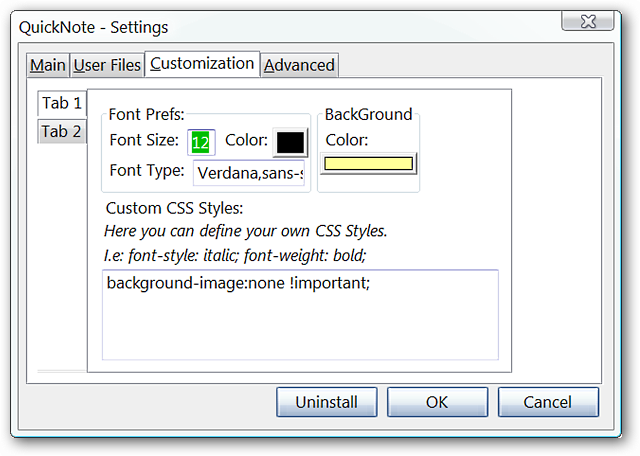 QuickNote - Settings
Main User Files Customization Advanced
Tab 1
Tab 2
Font Prefs:
Font Size: 12 Color:
Font Type: Verdana,sans-s
BackGround
Color:
Custom CSS Styles:
Here you can define your own CSS Styles.
I.e: font-style: italic; font-weight: bold;
background-image:none !important;
Uninstall OK Cancel